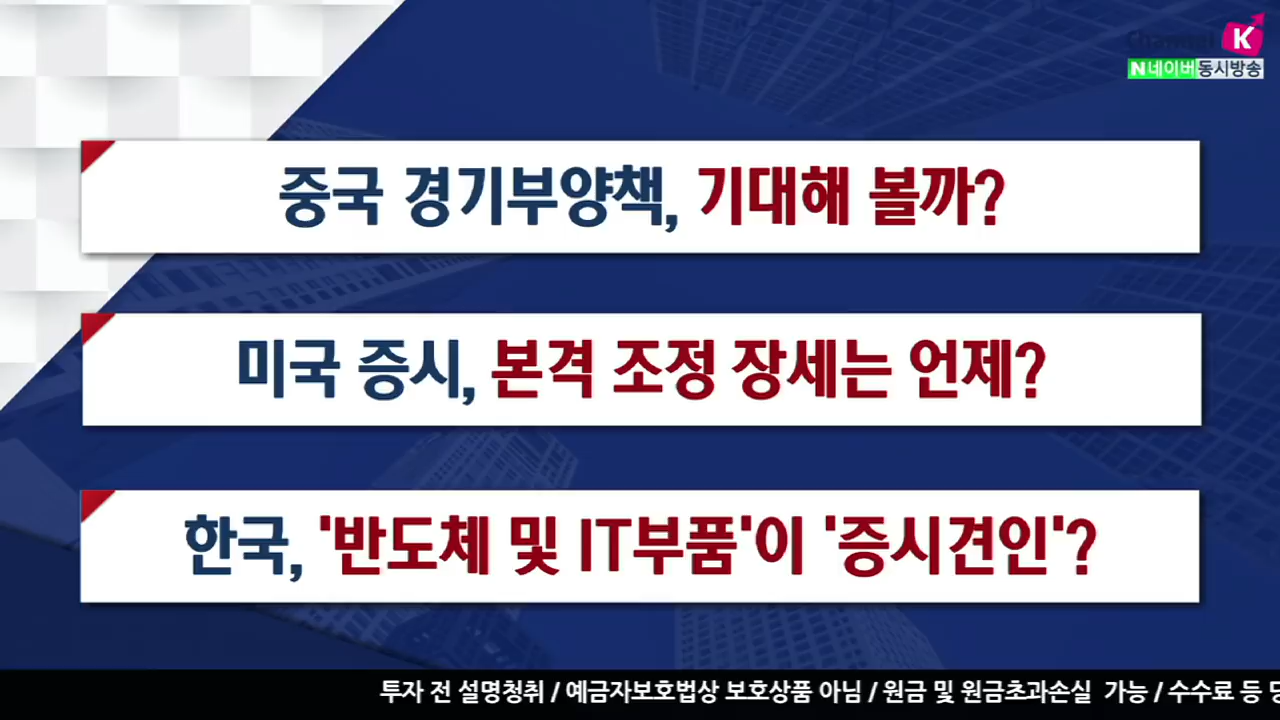 Channel K
N 네이버 동시방송
중국 경기부양책, 기대해 볼까?
미국 증시, 본격 조정 장세는 언제?
한국, '반도체 및 IT부품'이 '증시견인'?
투자 전 설명청취 / 예금자보호법상 보호상품 아님 / 원금 및 원금초과손실 가능 / 수수료 등